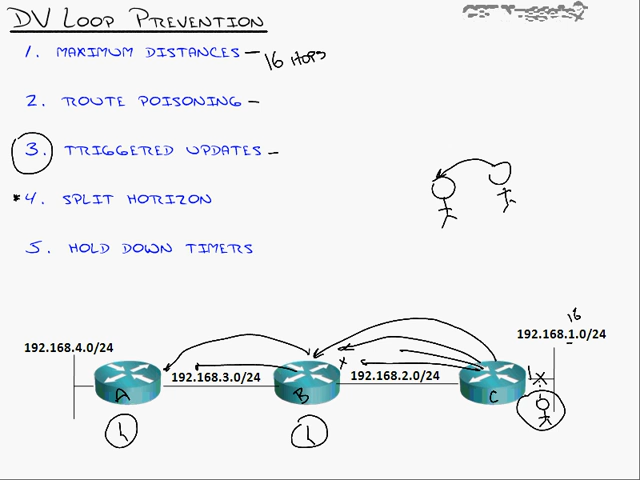 DV LOOP PREVENTION
1. MAXIMUM DISTANCES - 16 HOPS
2. ROUTE POISONING -
3. TRIGGERED UPDATES -
*4. SPLIT HORIZON
5. HOLD DOWN TIMERS
16
192.168.4.0/24
192.168.1.0/24
192.168.3.0/24
192.168.2.0/24
A
B
C